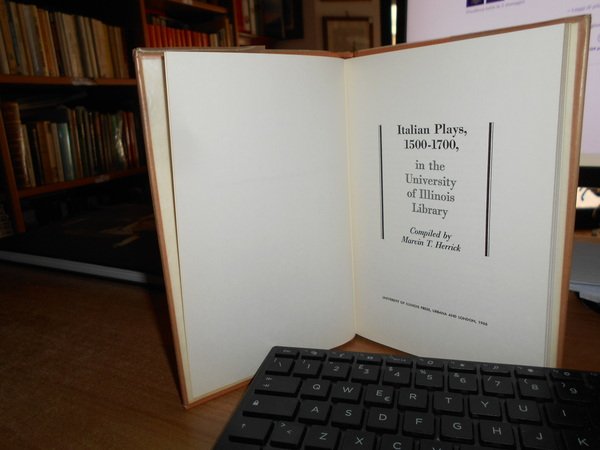 Italian Plays,
1500-1700,
in the
University
of Illinois
Library
Compiled by
Marvin T. Herrick
UNIVERSITY OF ILLINOIS PRESS, URBANA AND LONDON, 1966
Q W E R T Y U
A S D F G H J K
Z X C